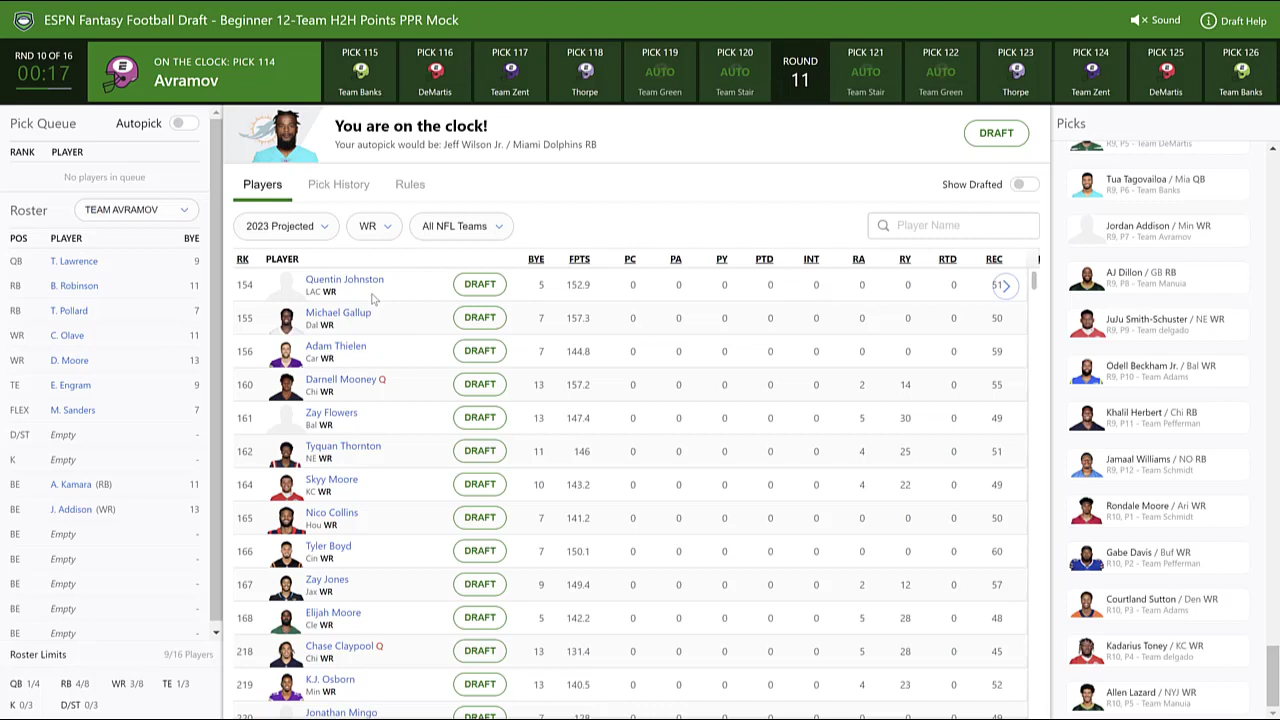 ESPN Fantasy Football Draft - Beginner 12-Team H2H Points PPR Mock
Sound
Draft Help
RND 10 OF 16
00:17
ON THE CLOCK: PICK 114
Avramov
PICK 115
Team Banks
PICK 116
DeMartis
PICK 117
Team Zent
PICK 118
Thorpe
PICK 119
AUTO
Team Green
PICK 120
AUTO
Team Stair
ROUND
11
PICK 121
AUTO
Team Stair
PICK 122
AUTO
Team Green
PICK 123
Thorpe
PICK 124
Team Zent
PICK 125
DeMartis
PICK 126
Team Banks
Pick Queue
Autopick
RANK PLAYER
No players in queue
Roster
TEAM AVRAMOV
POS PLAYER BYE
QB T. Lawrence 9
RB B. Robinson 11
RB T. Pollard 7
WR C. Olave 11
WR D. Moore 13
TE E. Engram 9
FLEX M. Sanders 7
D/ST Empty -
K Empty -
BE A. Kamara (RB) 11
BE J. Addison (WR) 13
BE Empty -
BE Empty -
BE Empty -
BE Empty -
BE Empty -
Roster Limits 9/16 Players
QB 1/4 RB 4/8 WR 3/8 TE 1/3
K 0/3 D/ST 0/3
You are on the clock!
Your autopick would be: Jeff Wilson Jr. / Miami Dolphins RB
DRAFT
Players Pick History Rules
Show Drafted
2023 Projected WR All NFL Teams
Player Name
RK PLAYER BYE FPTS PC PA PY PTD INT RA RY RTD REC
154 Quentin Johnston DRAFT 5 152.9 0 0 0 0 0 0 0 0 51
LAC WR
155 Michael Gallup DRAFT 7 157.3 0 0 0 0 0 0 0 0 50
Dal WR
156 Adam Thielen DRAFT 7 144.8 0 0 0 0 0 0 0 0 59
Car WR
160 Darnell Mooney Q DRAFT 13 157.2 0 0 0 0 0 2 14 0 55
Chi WR
161 Zay Flowers DRAFT 13 147.4 0 0 0 0 0 5 30 0 49
Bal WR
162 Tyquan Thornton DRAFT 11 146 0 0 0 0 0 4 25 0 51
NE WR
164 Skyy Moore DRAFT 10 143.2 0 0 0 0 0 4 22 0 49
KC WR
165 Nico Collins DRAFT 7 141.2 0 0 0 0 0 0 0 0 50
Hou WR
166 Tyler Boyd DRAFT 7 150.1 0 0 0 0 0 0 0 0 60
Cin WR
167 Zay Jones DRAFT 9 149.4 0 0 0 0 0 2 12 0 57
Jax WR
168 Elijah Moore DRAFT 5 142.2 0 0 0 0 0 5 28 0 48
Cle WR
218 Chase Claypool Q DRAFT 13 131.4 0 0 0 0 0 5 28 0 45
Chi WR
219 K.J. Osborn DRAFT 13 140.5 0 0 0 0 0 4 23 0 52
Min WR
Jonathan Mingo DRAFT 7 128
Picks
R9, P5 - Team DeMartis
Tua Tagovailoa / Mia QB
R9, P6 - Team Banks
Jordan Addison / Min WR
R9, P7 - Team Avramov
AJ Dillon / GB RB
R9, P8 - Team Manuia
JuJu Smith-Schuster / NE WR
R9, P9 - Team delgado
Odell Beckham Jr. / Bal WR
R9, P10 - Team Adams
Khalil Herbert / Chi RB
R9, P11 - Team Pefferman
Jamaal Williams / NO RB
R9, P12 - Team Schmidt
Rondale Moore / Ari WR
R10, P1 - Team Schmidt
Gabe Davis / Buf WR
R10, P2 - Team Pefferman
Courtland Sutton / Den WR
R10, P3 - Team Adams
Kadarius Toney / KC WR
R10, P4 - Team delgado
Allen Lazard / NYJ WR
R10, P5 - Team Manuia